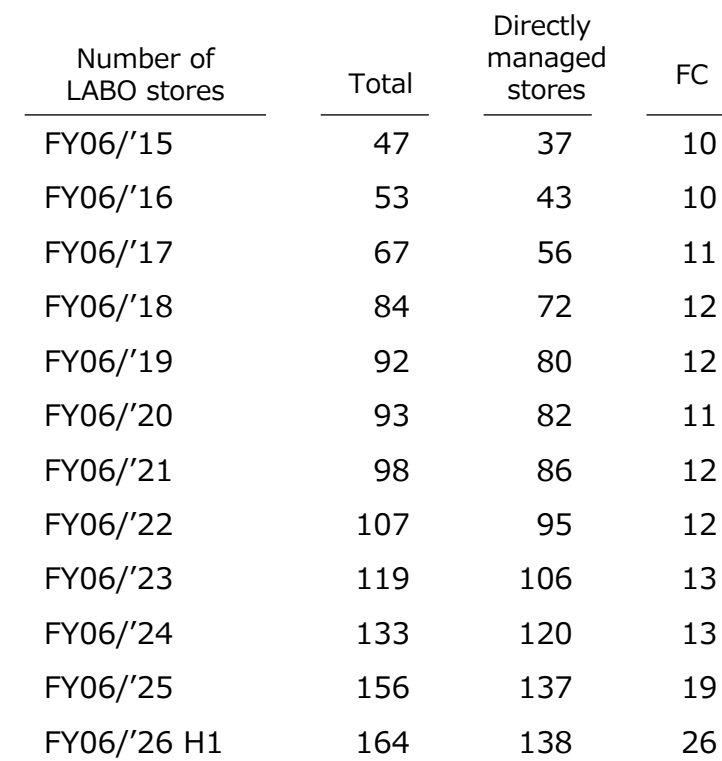 Number of LABO stores Total Directly managed stores FC
FY06/'15 47 37 10
FY06/'16 53 43 10
FY06/'17 67 56 11
FY06/'18 84 72 12
FY06/'19 92 80 12
FY06/'20 93 82 11
FY06/'21 98 86 12
FY06/'22 107 95 12
FY06/'23 119 106 13
FY06/'24 133 120 13
FY06/'25 156 137 19
FY06/'26 H1 164 138 26